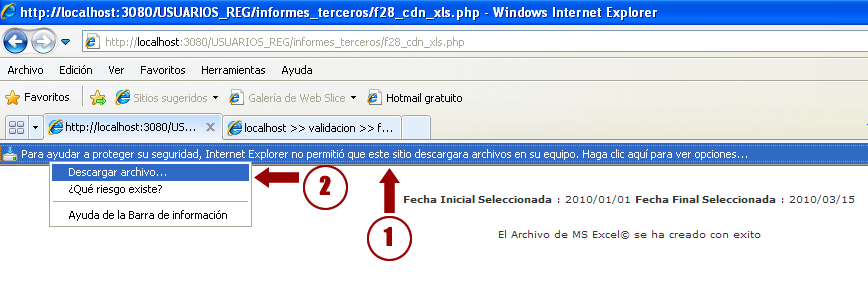 http://localhost:3080/USUARIOS_REG/informes_terceros/f28_cdn_xls.php - Windows Internet Explorer
http://localhost:3080/USUARIOS_REG/informes_terceros/f28_cdn_xls.php
Archivo Edición Ver Favoritos Herramientas Ayuda
Favoritos Sitios sugeridos Galería de Web Slice Hotmail gratuito
http://localhost:3080/US... X localhost >> validacion >> f...
Para ayudar a proteger su seguridad, Internet Explorer no permitió que este sitio descargara archivos en su equipo. Haga clic aquí para ver opciones...
Descargar archivo...
¿Qué riesgo existe?
Ayuda de la Barra de información
2
1
Fecha Inicial Seleccionada : 2010/01/01 Fecha Final Seleccionada : 2010/03/15
El Archivo de MS Excel© se ha creado con exito